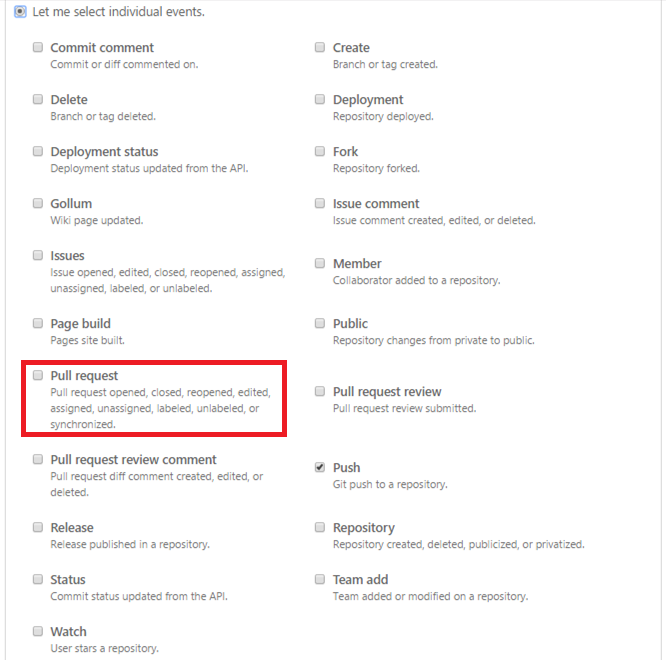 Let me select individual events.
Commit comment
Commit or diff commented on.
Create
Branch or tag created.
Delete
Branch or tag deleted.
Deployment
Repository deployed.
Deployment status
Deployment status updated from the API.
Fork
Repository forked.
Gollum
Wiki page updated.
Issue comment
Issue comment created, edited, or deleted.
Issues
Issue opened, edited, closed, reopened, assigned,
unassigned, labeled, or unlabeled.
Member
Collaborator added to a repository.
Page build
Pages site built.
Public
Repository changes from private to public.
Pull request
Pull request opened, closed, reopened, edited,
assigned, unassigned, labeled, unlabeled, or
synchronized.
Pull request review
Pull request review submitted.
Pull request review comment
Pull request diff comment created, edited, or
deleted.
Push
Git push to a repository.
Release
Release published in a repository.
Repository
Repository created, deleted, publicized, or privatized.
Status
Commit status updated from the API.
Team add
Team added or modified on a repository.
Watch
User stars a repository.